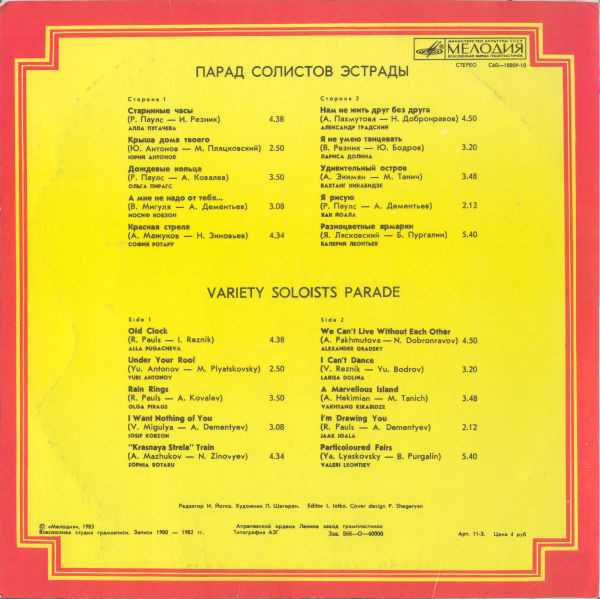 МИНИСТЕРСТВО КУЛЬТУРЫ СССР
МЕЛОДИЯ
ВСЕСОЮЗНАЯ ФИРМА ГРАМПЛАСТИНОК
СТЕРЕО С60—18809-10
ПАРАД СОЛИСТОВ ЭСТРАДЫ
Сторона 1
Старинные часы
(Р. Паулс — И. Резник) 4.38
АЛЛА ПУГАЧЕВА
Крыша дома твоего
(Ю. Антонов — М. Пляцковский) 2.50
ЮРИЙ АНТОНОВ
Дождевые кольца
(Р. Паулс — А. Ковалев) 3.50
ОЛЬГА ПИРАГС
А мне не надо от тебя...
(В. Мигуля — А. Дементьев) 3.08
ИОСИФ КОБЗОН
Красная стрела
(А. Мажуков — Н. Зиновьев) 4.34
СОФИЯ РОТАРУ
Сторона 2
Нам не жить друг без друга
(А. Пахмутова — Н. Добронравов) 4.50
АЛЕКСАНДР ГРАДСКИЙ
Я не умею танцевать
(В. Резник — Ю. Бодров) 3.20
ЛАРИСА ДОЛИНА
Удивительный остров
(А. Экимян — М. Танич) 3.48
ВАХТАНГ КИКАБИДЗЕ
Я рисую
(Р. Паулс — А. Дементьев) 2.12
ЯАК ЙОАЛА
Разноцветные ярмарки
(Я. Лясковский — Б. Пургалин) 5.40
ВАЛЕРИЙ ЛЕОНТЬЕВ
VARIETY SOLOISTS PARADE
Side 1
Old Clock
(R. Pauls — I. Reznik) 4.38
ALLA PUGACHEVA
Under Your Roof
(Yu. Antonov — M. Plyatskovsky) 2.50
YURI ANTONOV
Rain Rings
(R. Pauls — A. Kovalev) 3.50
OLGA PIRAGS
I Want Nothing of You
(V. Migulya — A. Dementyev) 3.08
JOSIF KOBZON
"Krasnaya Strela" Train
(A. Mazhukov — N. Zinovyev) 4.34
SOPHIA ROTARU
Side 2
We Can't Live Without Each Other
(A. Pakhmutova — N. Dobronravov) 4.50
ALEXANDER GRADSKY
I Can't Dance
(V. Reznik — Yu. Bodrov) 3.20
LARISA DOLINA
A Marvellous Island
(A. Hekimian — M. Tanich) 3.48
VAKHTANG KIKABIDZE
I'm Drawing You
(R. Pauls — A. Dementyev) 2.12
JAAK JOALA
Particoloured Fairs
(Ya. Lyaskovsky — B. Purgalin) 5.40
VALERI LEONTIEV
Редактор И. Йотко. Художник П. Шегерян. Editor I. Iotko. Cover design P. Shegeryan
© «Мелодия», 1983
Всесоюзная студия грамзаписи. Записи 1980 — 1982 гг.
Апрелевский ордена Ленина завод грампластинок
Типография АЗГ Зак. 566—О—40000
Арт. 11-3. Цена 4 руб